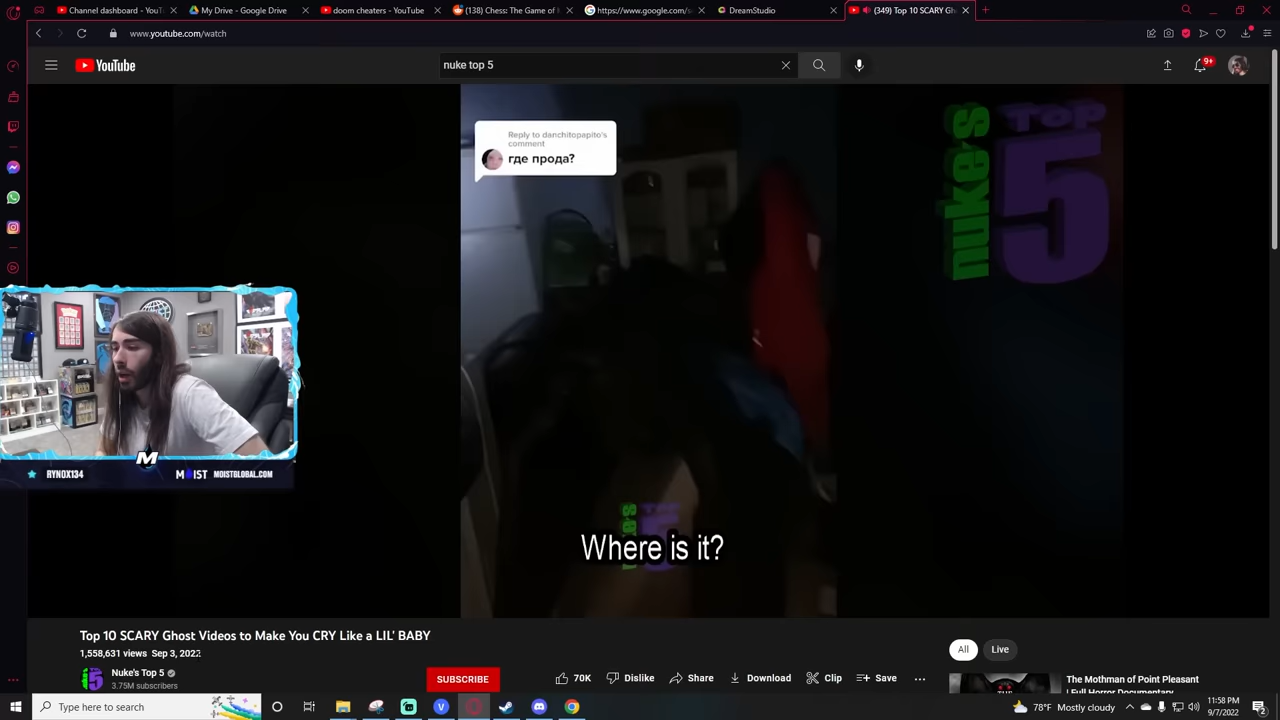 Channel dashboard - YouT
My Drive - Google Drive
doom cheaters - YouTube
(138) Chess: The Game of M
https://www.google.com/s
DreamStudio
(349) Top 10 SCARY Gh
www.youtube.com/watch
YouTube
nuke top 5
9+
Reply to danchitopapito's
comment
где прода?
nuke's
TOP
5
RYNOX134
M
MOIST
MOISTGLOBAL.COM
Where is it?
Top 10 SCARY Ghost Videos to Make You CRY Like a LIL' BABY
1,558,631 views Sep 3, 2022
Nuke's Top 5
3.75M subscribers
SUBSCRIBE
70K
Dislike
Share
Download
Clip
Save
All
Live
The Mothman of Point Pleasant
| Full Horror Documentary
Type here to search
78°F Mostly cloudy
11:58 PM
9/7/2022